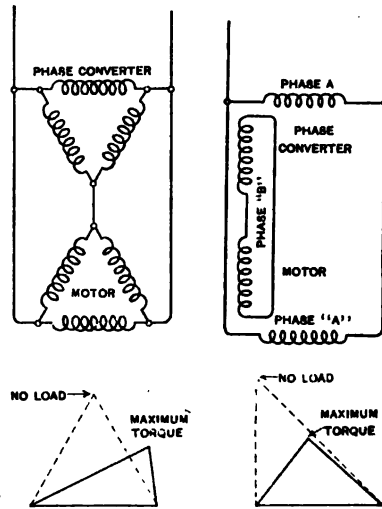 PHASE CONVERTER
MOTOR
PHASE A
PHASE
CONVERTER
PHASE "B"
MOTOR
PHASE "A"
NO LOAD
MAXIMUM
TORQUE
NO LOAD
MAXIMUM
TORQUE